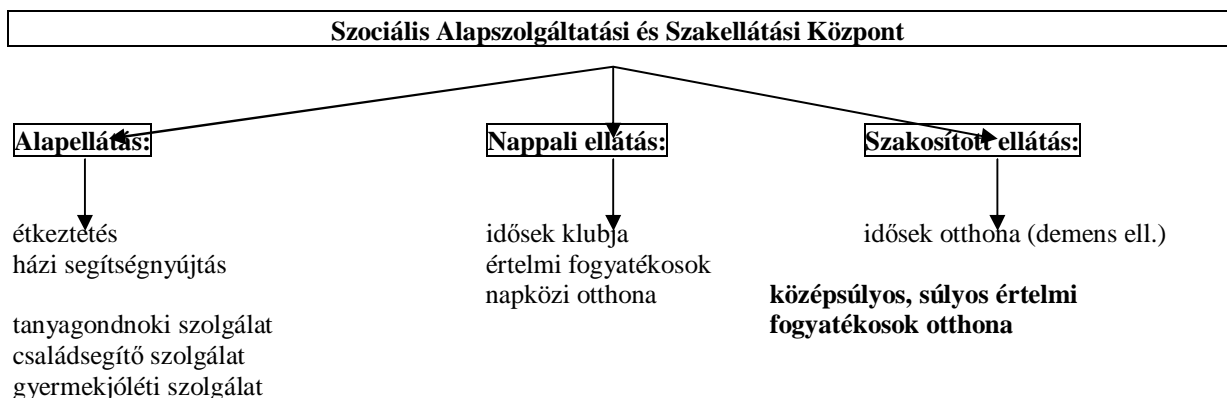 Szociális Alapszolgáltatási és Szakellátási Központ
Alapellátás:
étkeztetés
házi segítségnyújtás
tanyagondnoki szolgálat
családsegítő szolgálat
gyermekjóléti szolgálat
Nappali ellátás:
idősek klubja
értelmi fogyatékosok
napközi otthona
Szakosított ellátás:
idősek otthona (demens ell.)
középsúlyos, súlyos értelmi
fogyatékosok otthona